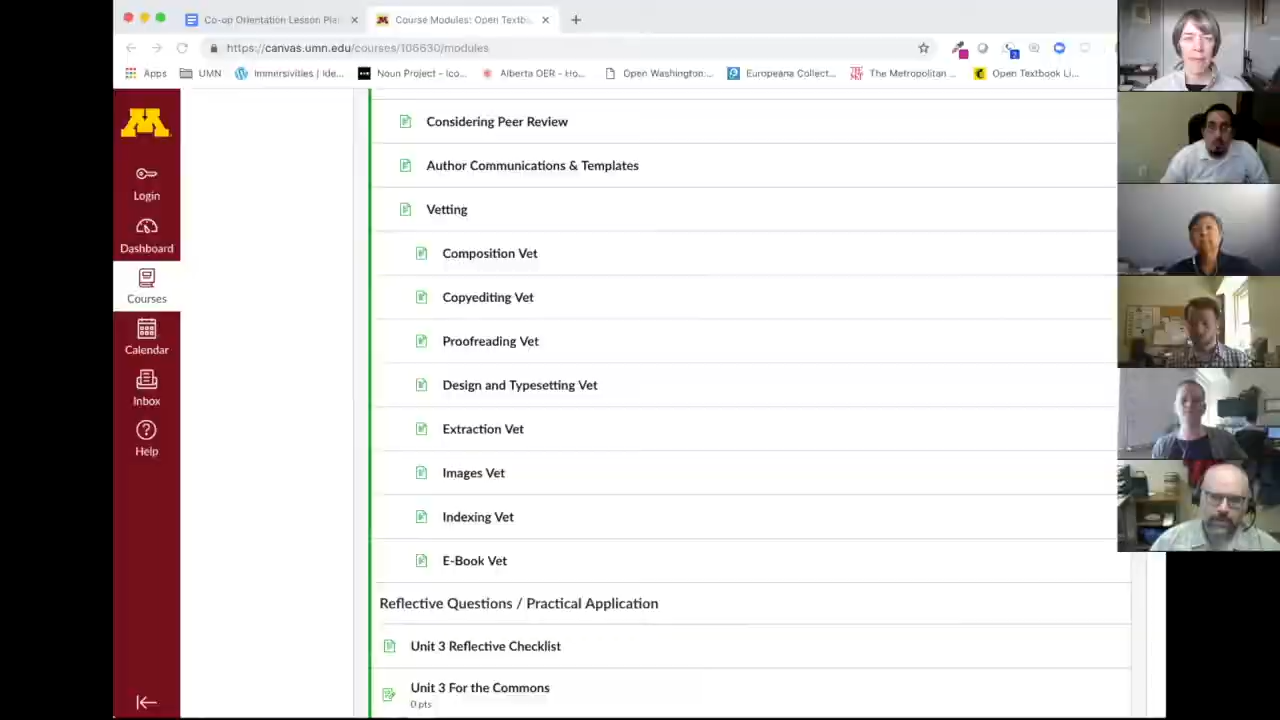 Co-op Orientation Lesson Plan
Course Modules: Open Textbo
https://canvas.umn.edu/courses/106630/modules
Apps
UMN
Immersivities | Ide...
Noun Project - Ico...
Alberta OER - Ho...
Open Washington:...
Europeana Collect...
The Metropolitan ...
Open Textbook Li...
M
Login
Dashboard
Courses
Calendar
Inbox
Help
Considering Peer Review
Author Communications & Templates
Vetting
Composition Vet
Copyediting Vet
Proofreading Vet
Design and Typesetting Vet
Extraction Vet
Images Vet
Indexing Vet
E-Book Vet
Reflective Questions / Practical Application
Unit 3 Reflective Checklist
Unit 3 For the Commons
0 pts